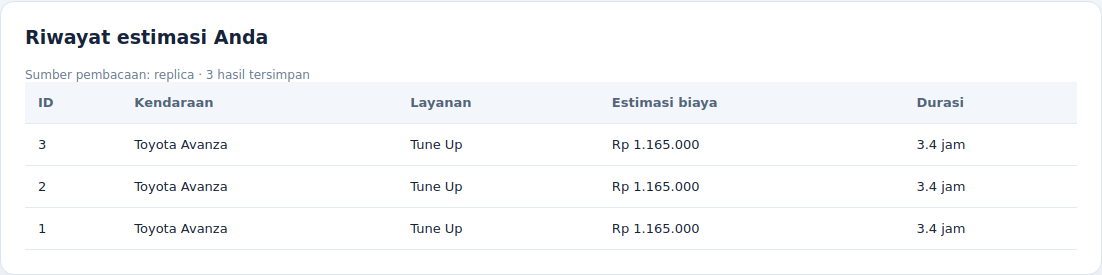 Riwayat estimasi Anda
Sumber pembacaan: replica · 3 hasil tersimpan
ID Kendaraan Layanan Estimasi biaya Durasi
3 Toyota Avanza Tune Up Rp 1.165.000 3.4 jam
2 Toyota Avanza Tune Up Rp 1.165.000 3.4 jam
1 Toyota Avanza Tune Up Rp 1.165.000 3.4 jam